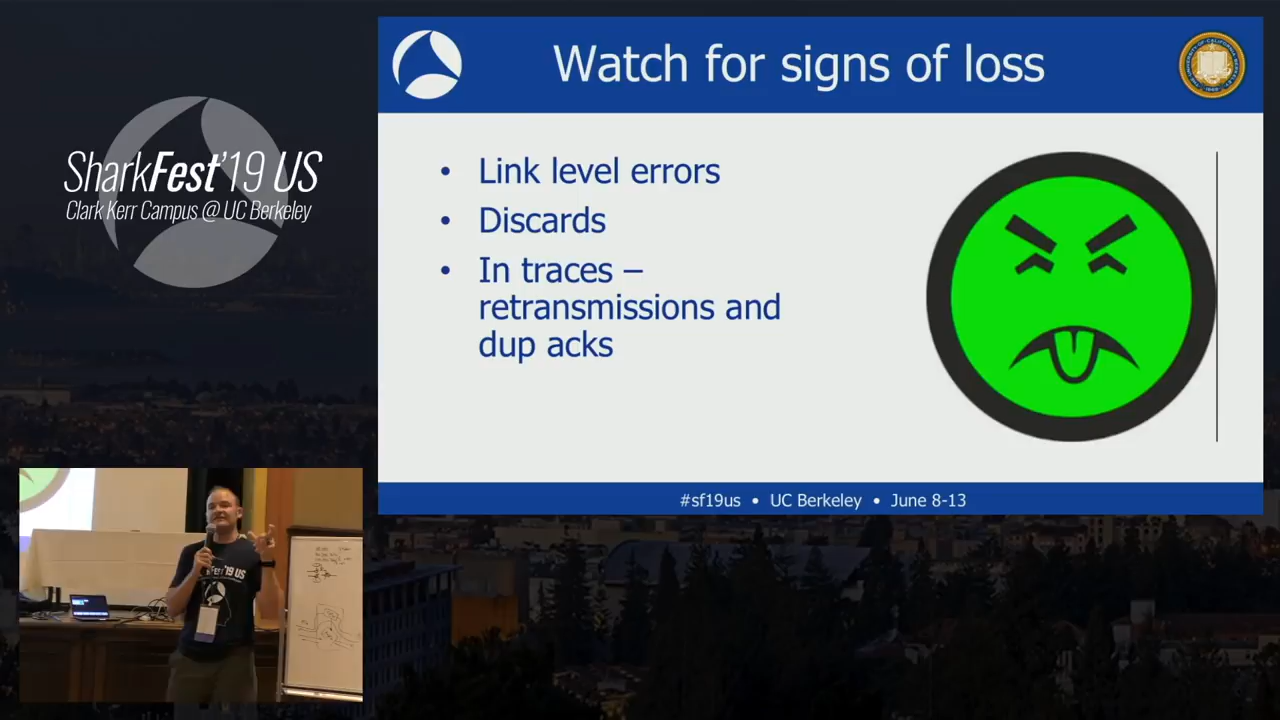 SharkFest'19 US
Clark Kerr Campus @ UC Berkeley
Watch for signs of loss
• Link level errors
• Discards
• In traces –
retransmissions and
dup acks
#sf19us • UC Berkeley • June 8-13